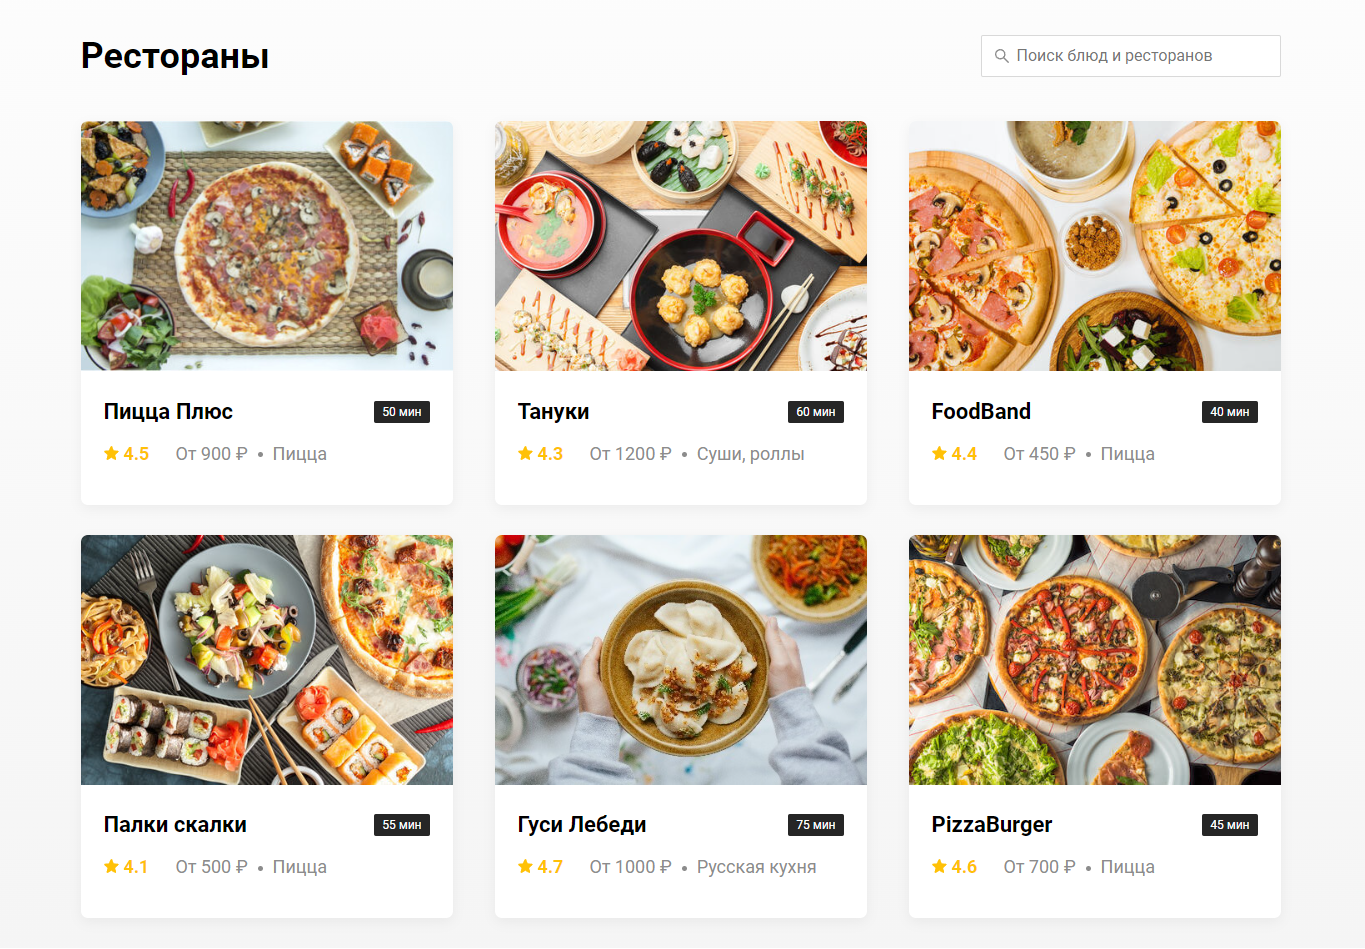 Рестораны
Поиск блюд и ресторанов
Пицца Плюс
50 мин
4.5 От 900 ₽ • Пицца
Тануки
60 мин
4.3 От 1200 ₽ • Суши, роллы
FoodBand
40 мин
4.4 От 450 ₽ • Пицца
Палки скалки
55 мин
4.1 От 500 ₽ • Пицца
Гуси Лебеди
75 мин
4.7 От 1000 ₽ • Русская кухня
PizzaBurger
45 мин
4.6 От 700 ₽ • Пицца